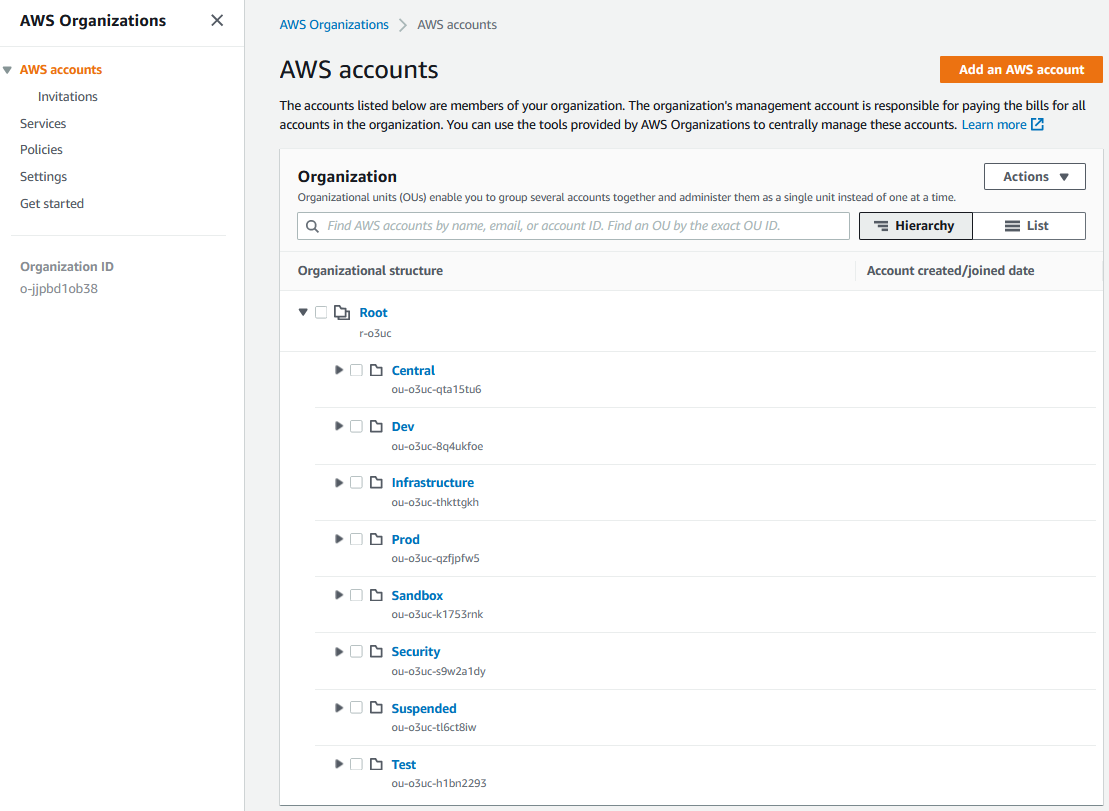 AWS Organizations
AWS accounts
Invitations
Services
Policies
Settings
Get started
Organization ID
o-jjpbd1ob38
AWS Organizations > AWS accounts
AWS accounts
Add an AWS account
The accounts listed below are members of your organization. The organization's management account is responsible for paying the bills for all
accounts in the organization. You can use the tools provided by AWS Organizations to centrally manage these accounts. Learn more
Organization
Actions
Organizational units (OUs) enable you to group several accounts together and administer them as a single unit instead of one at a time.
Find AWS accounts by name, email, or account ID. Find an OU by the exact OU ID.
Hierarchy
List
Organizational structure
Account created/joined date
Root
r-o3uc
Central
ou-o3uc-qta15tu6
Dev
ou-o3uc-8q4ukfoe
Infrastructure
ou-o3uc-thkttgkh
Prod
ou-o3uc-qzfjpfw5
Sandbox
ou-o3uc-k1753rnk
Security
ou-o3uc-s9w2a1dy
Suspended
ou-o3uc-tl6ct8iw
Test
ou-o3uc-h1bn2293